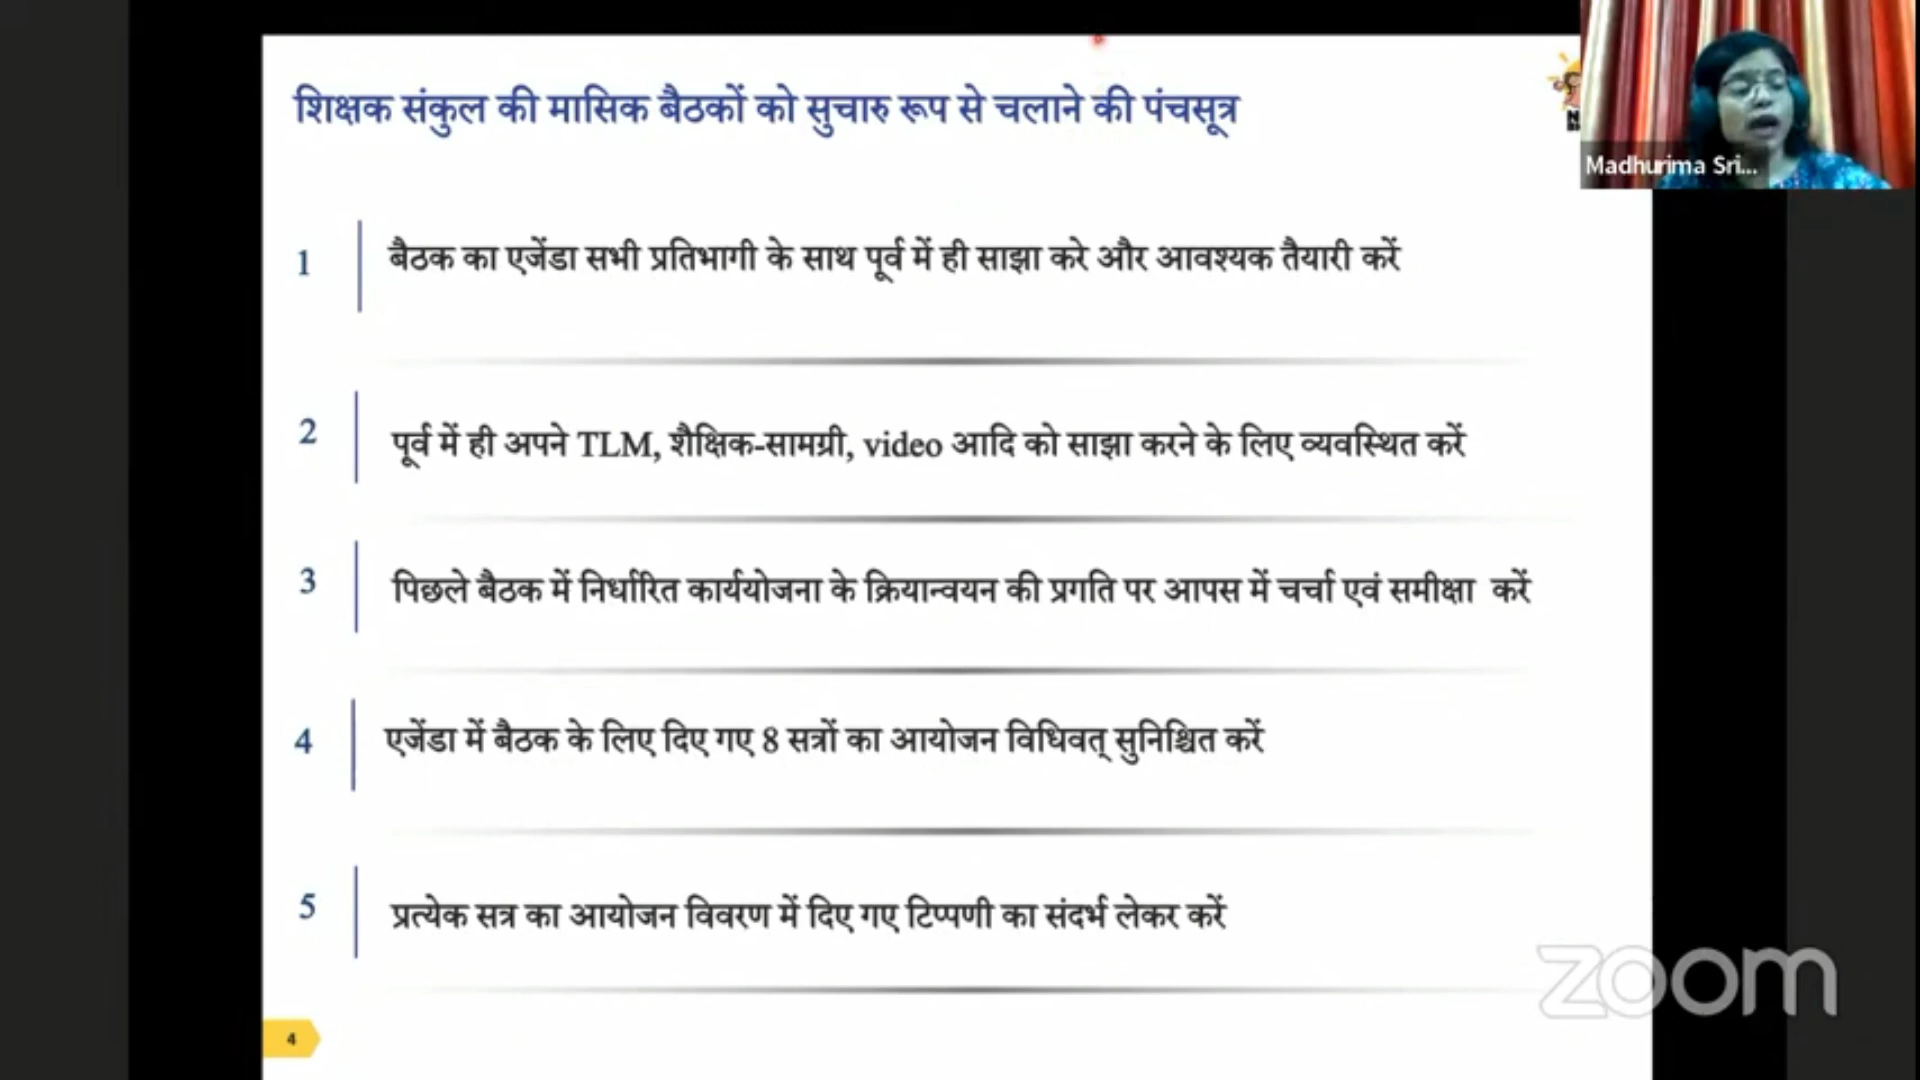 शिक्षक संकुल की मासिक बैठकों को सुचारु रूप से चलाने की पंचसूत्र
Madhurima Sri...
1
बैठक का एजेंडा सभी प्रतिभागी के साथ पूर्व में ही साझा करे और आवश्यक तैयारी करें
2
पूर्व में ही अपने TLM, शैक्षिक-सामग्री, video आदि को साझा करने के लिए व्यवस्थित करें
3
पिछले बैठक में निर्धारित कार्ययोजना के क्रियान्वयन की प्रगति पर आपस में चर्चा एवं समीक्षा करें
4
एजेंडा में बैठक के लिए दिए गए 8 सत्रों का आयोजन विधिवत् सुनिश्चित करें
5
प्रत्येक सत्र का आयोजन विवरण में दिए गए टिप्पणी का संदर्भ लेकर करें
zoom
4